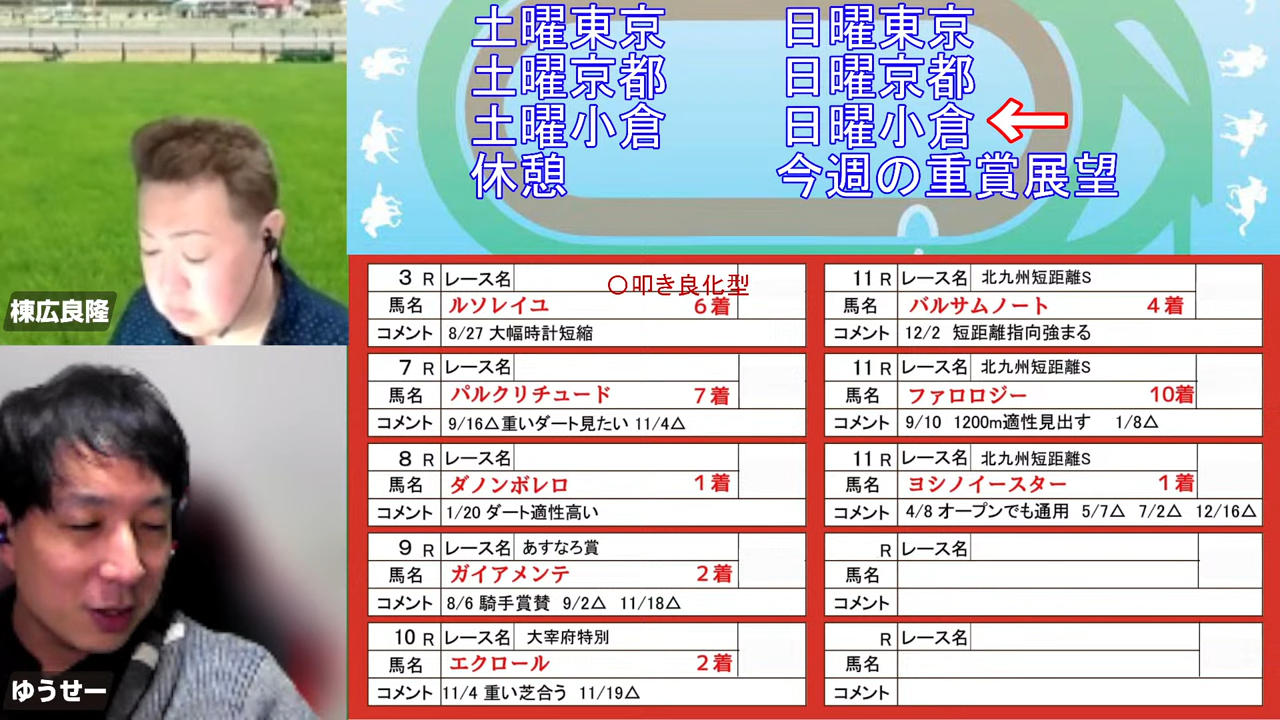 土曜東京
土曜京都
土曜小倉
休憩
日曜東京
日曜京都
日曜小倉
今週の重賞展望
棟広良隆
ゆうせー
3 R レース名 〇叩き良化型
馬名 ルソレイユ 6着
コメント 8/27 大幅時計短縮
7 R レース名
馬名 パルクリチュード 7着
コメント 9/16△重いダート見たい 11/4△
8 R レース名
馬名 ダノンボレロ 1着
コメント 1/20 ダート適性高い
9 R レース名 あすなろ賞
馬名 ガイアメンテ 2着
コメント 8/6 騎手賞賛 9/2△ 11/18△
10 R レース名 大宰府特別
馬名 エクロール 2着
コメント 11/4 重い芝合う 11/19△
11 R レース名 北九州短距離S
馬名 バルサムノート 4着
コメント 12/2 短距離指向強まる
11 R レース名 北九州短距離S
馬名 ファロロジー 10着
コメント 9/10 1200m適性見出す 1/8△
11 R レース名 北九州短距離S
馬名 ヨシノイースター 1着
コメント 4/8 オープンでも通用 5/7△ 7/2△ 12/16△
R レース名
馬名
コメント
R レース名
馬名
コメント